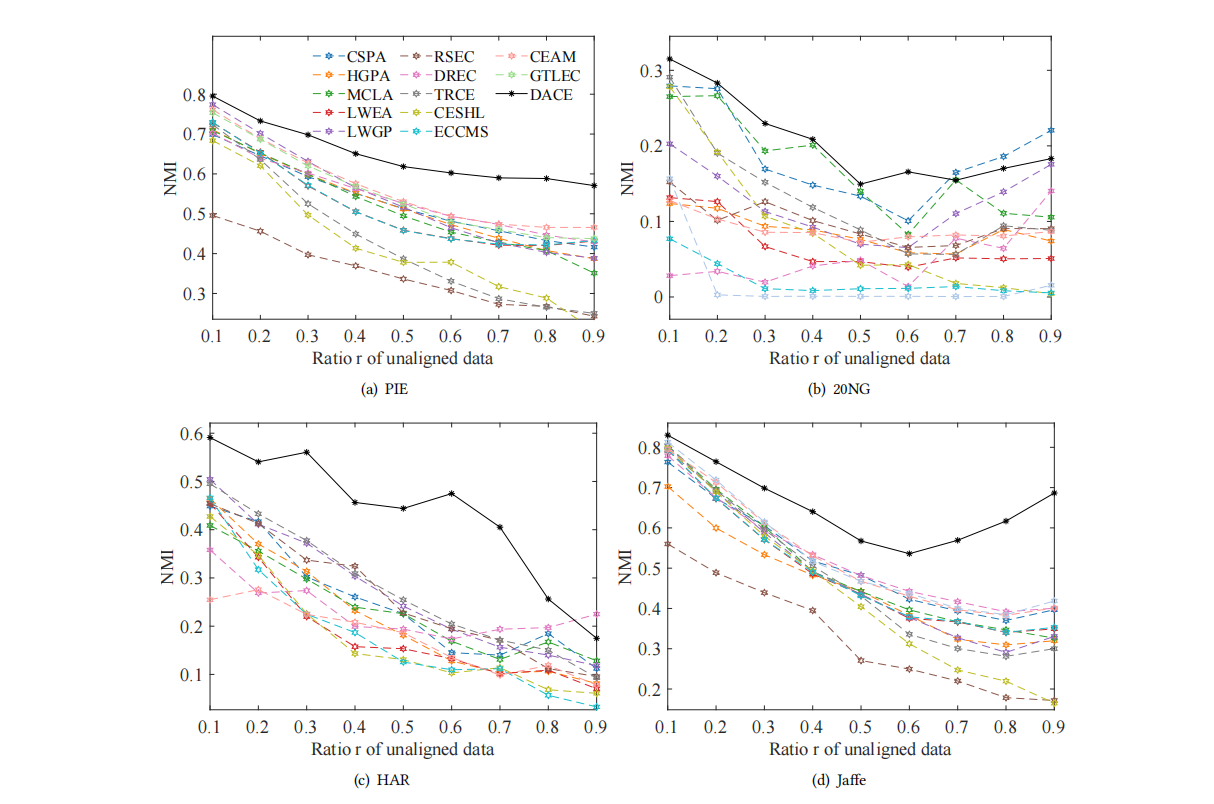 0.8
0.7
0.6
0.5
0.4
0.3
NMI
CSPA RSEC CEAM
HGPA DREC GTLEC
MCLA TRCE DACE
LWEA CESHL
LWGP ECCMS
0.1 0.2 0.3 0.4 0.5 0.6 0.7 0.8 0.9
Ratio r of unaligned data
(a) PIE
0.3
0.2
0.1
0
NMI
0.1 0.2 0.3 0.4 0.5 0.6 0.7 0.8 0.9
Ratio r of unaligned data
(b) 20NG
0.6
0.5
0.4
0.3
0.2
0.1
NMI
0.1 0.2 0.3 0.4 0.5 0.6 0.7 0.8 0.9
Ratio r of unaligned data
(c) HAR
0.8
0.7
0.6
0.5
0.4
0.3
0.2
NMI
0.1 0.2 0.3 0.4 0.5 0.6 0.7 0.8 0.9
Ratio r of unaligned data
(d) Jaffe